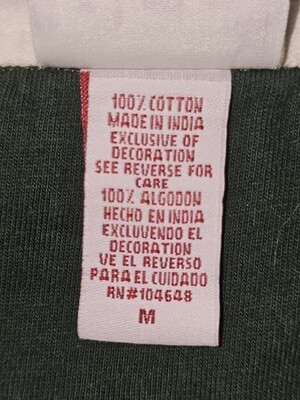 100% COTTON
MADE IN INDIA
EXCLUSIVE OF
DECORATION
SEE REVERSE FOR
CARE
100% ALGODON
HECHO EN INDIA
EXCLUVENDO EL
DECORATION
VE EL REVERSO
PARA EL CUIDADO
RN#104648
M